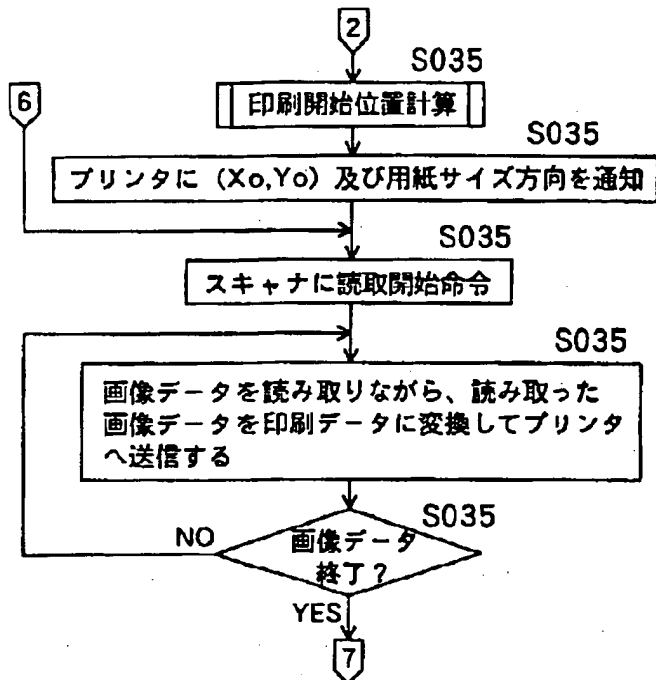 2
S035
6
印刷開始位置計算
S035
プリンタに (Xo,Yo) 及び用紙サイズ方向を通知
S035
スキャナに読取開始命令
S035
画像データを読み取りながら、読み取った
画像データを印刷データに変換してプリンタ
へ送信する
S035
NO
画像データ
終了?
YES
7